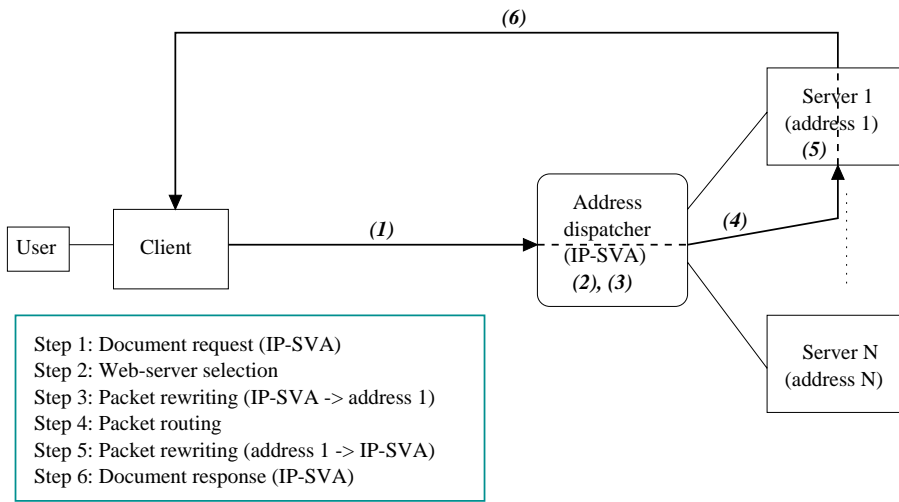 (6)
Server 1
(address 1)
(5)
Address
dispatcher
(IP-SVA)
(2), (3)
(4)
(1)
User
Client
Server N
(address N)
Step 1: Document request (IP-SVA)
Step 2: Web-server selection
Step 3: Packet rewriting (IP-SVA -> address 1)
Step 4: Packet routing
Step 5: Packet rewriting (address 1 -> IP-SVA)
Step 6: Document response (IP-SVA)